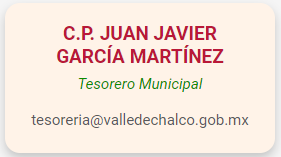 C.P. JUAN JAVIER
GARCÍA MARTÍNEZ
Tesorero Municipal
tesoreria@valledechalco.gob.mx